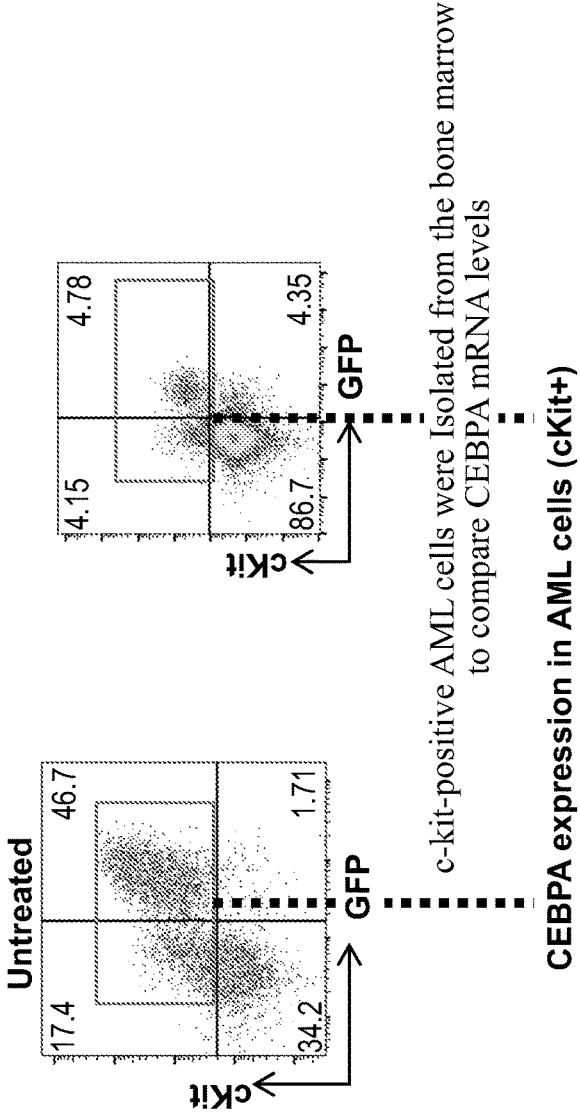 Untreated
17.4 46.7
cKit
34.2 1.71
GFP
4.15 4.78
cKit
86.7 4.35
GFP
c-kit-positive AML cells were Isolated from the bone marrow
to compare CEBPA mRNA levels
CEBPA expression in AML cells (cKit+)